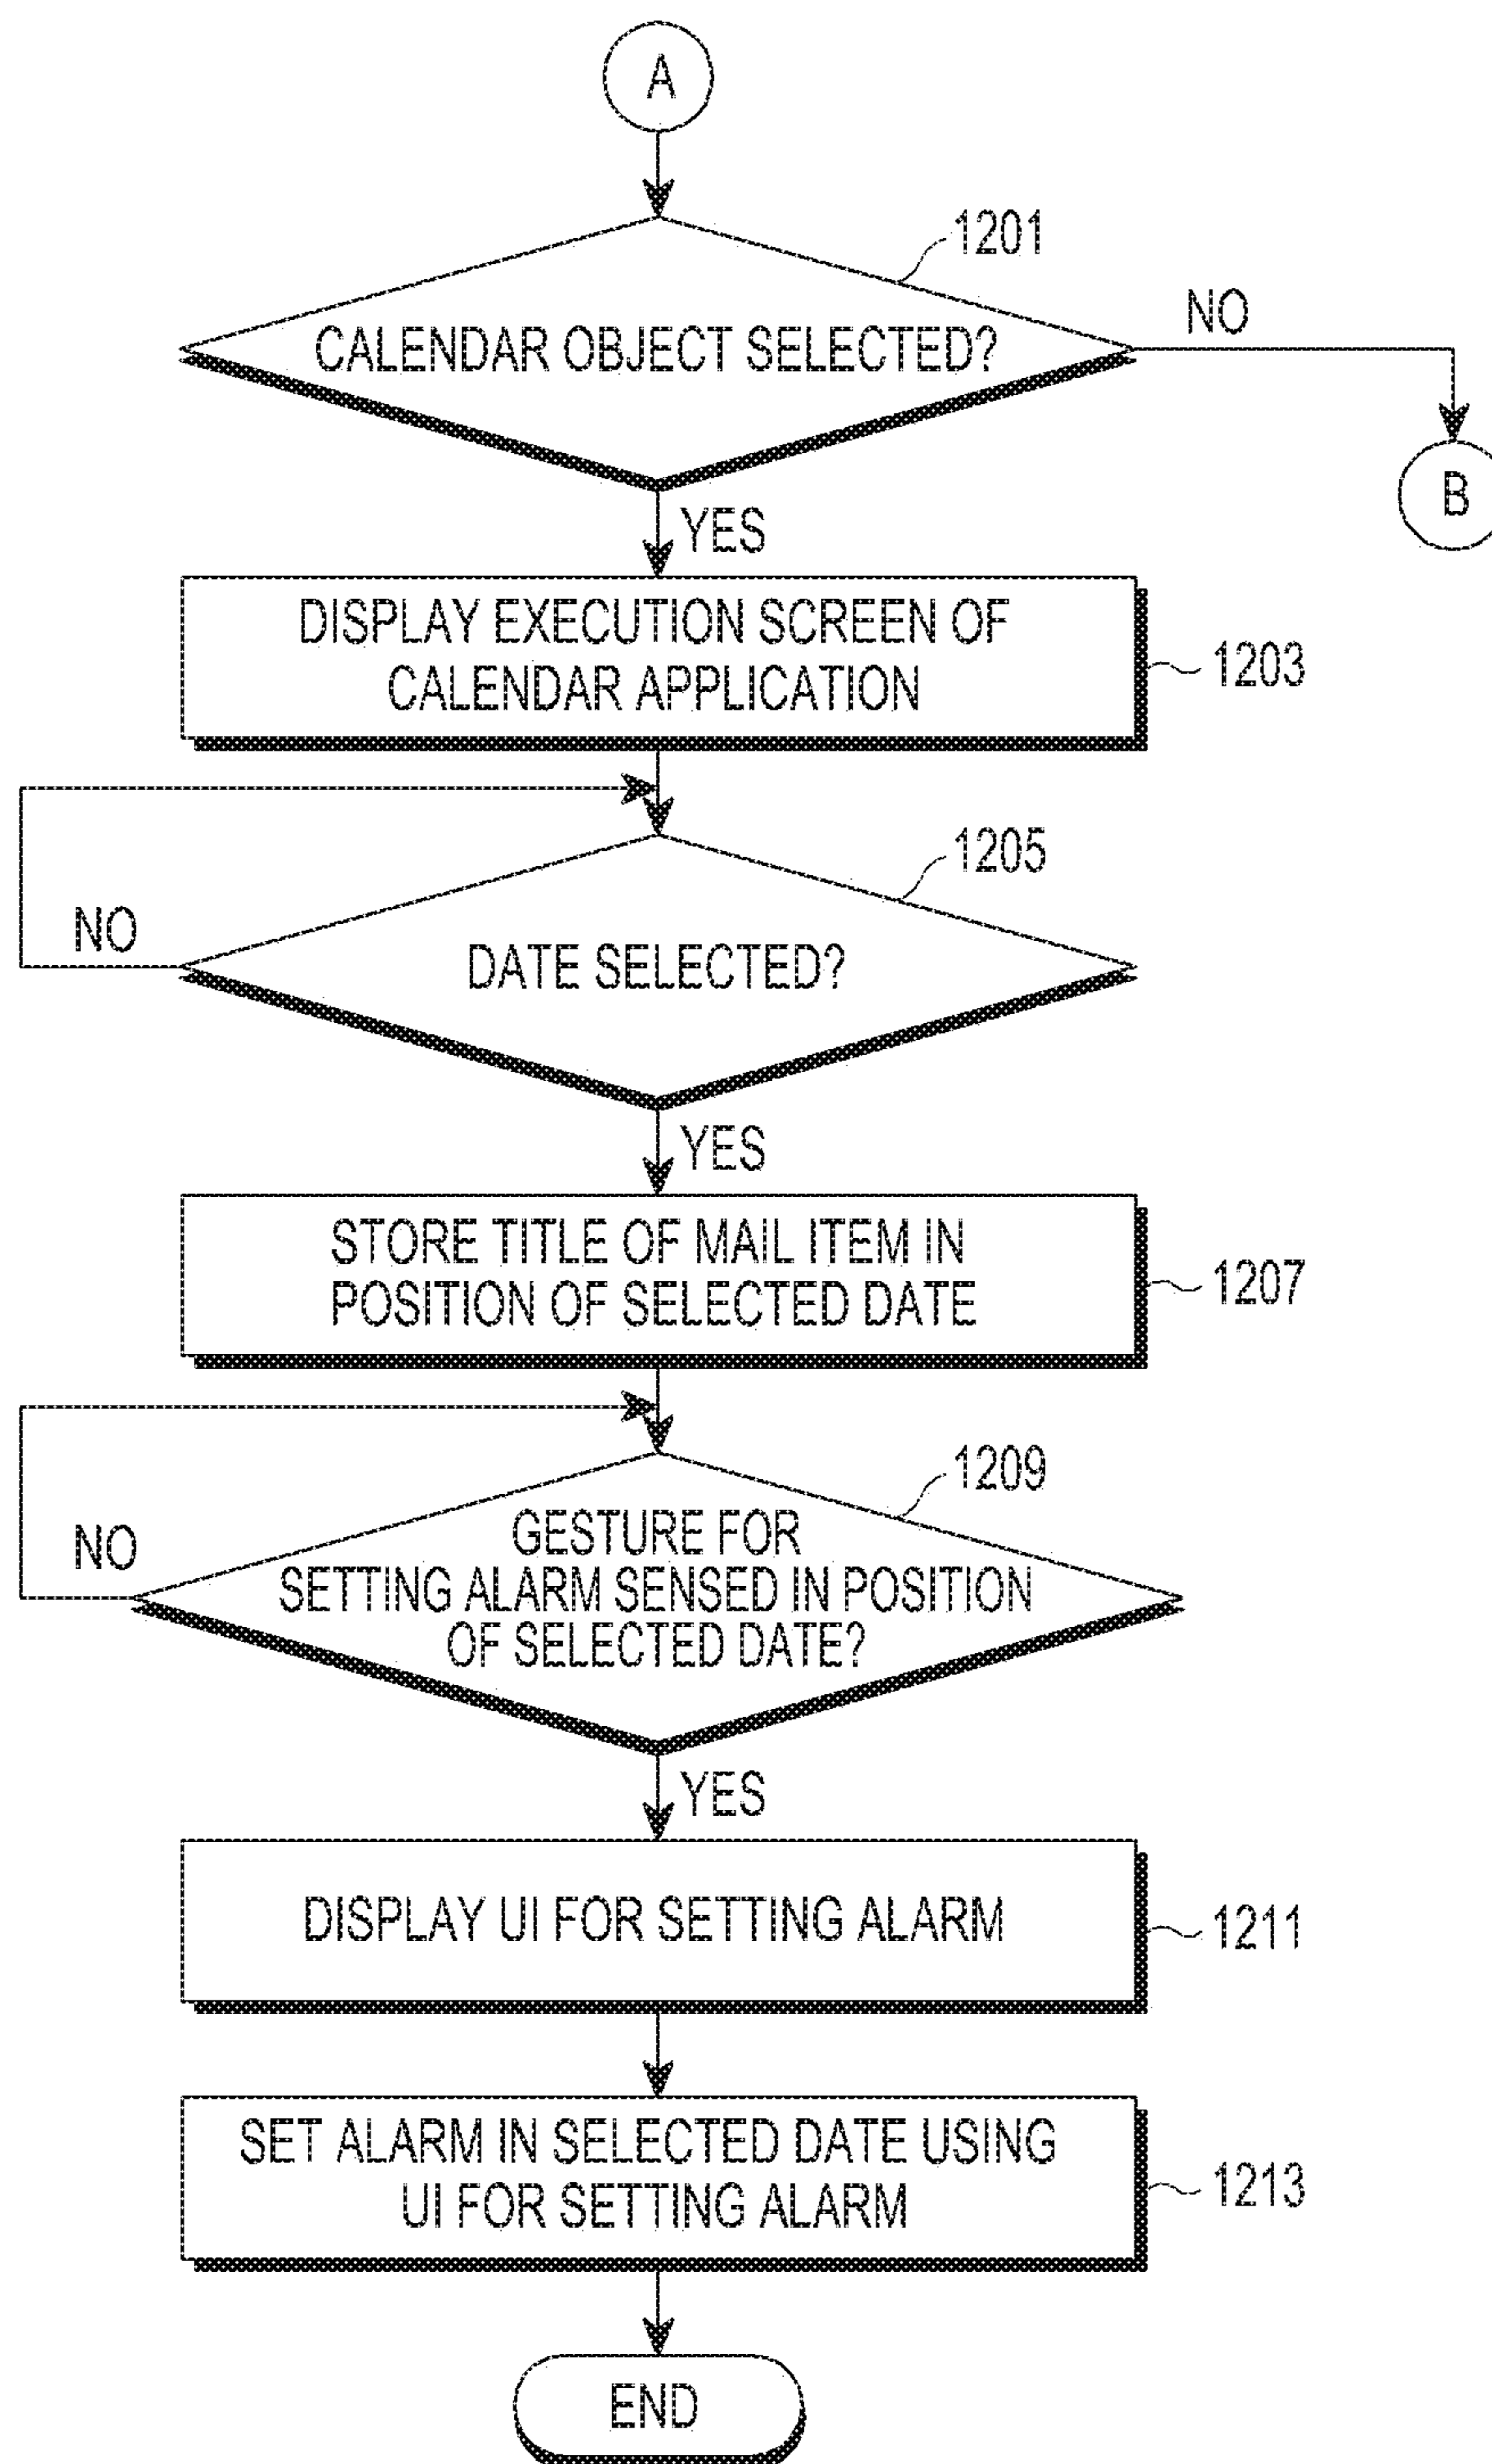 A
1201
CALENDAR OBJECT SELECTED?
NO
B
YES
DISPLAY EXECUTION SCREEN OF
CALENDAR APPLICATION
1203
1205
DATE SELECTED?
NO
YES
STORE TITLE OF MAIL ITEM IN
POSITION OF SELECTED DATE
1207
1209
GESTURE FOR
SETTING ALARM SENSED IN POSITION
OF SELECTED DATE?
NO
YES
DISPLAY UI FOR SETTING ALARM
1211
SET ALARM IN SELECTED DATE USING
UI FOR SETTING ALARM
1213
END